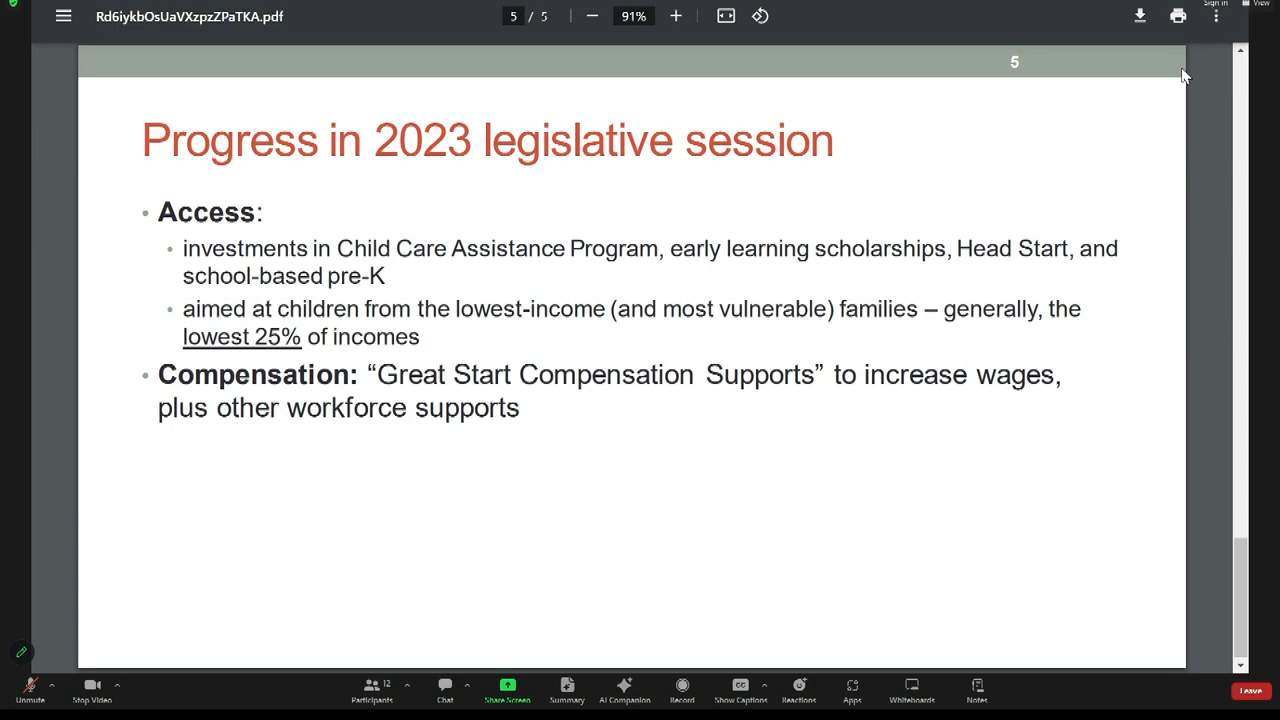 Sign in View
Rd6iykbOsUaVXzpzZPaTKA.pdf 5 / 5 91%
5
Progress in 2023 legislative session
• Access:
• investments in Child Care Assistance Program, early learning scholarships, Head Start, and
school-based pre-K
• aimed at children from the lowest-income (and most vulnerable) families – generally, the
lowest 25% of incomes
• Compensation: “Great Start Compensation Supports” to increase wages,
plus other workforce supports
12
Unmute Stop Video Participants Chat Share Screen Summary AI Companion Record Show Captions Reactions Apps Whiteboards Notes Leave